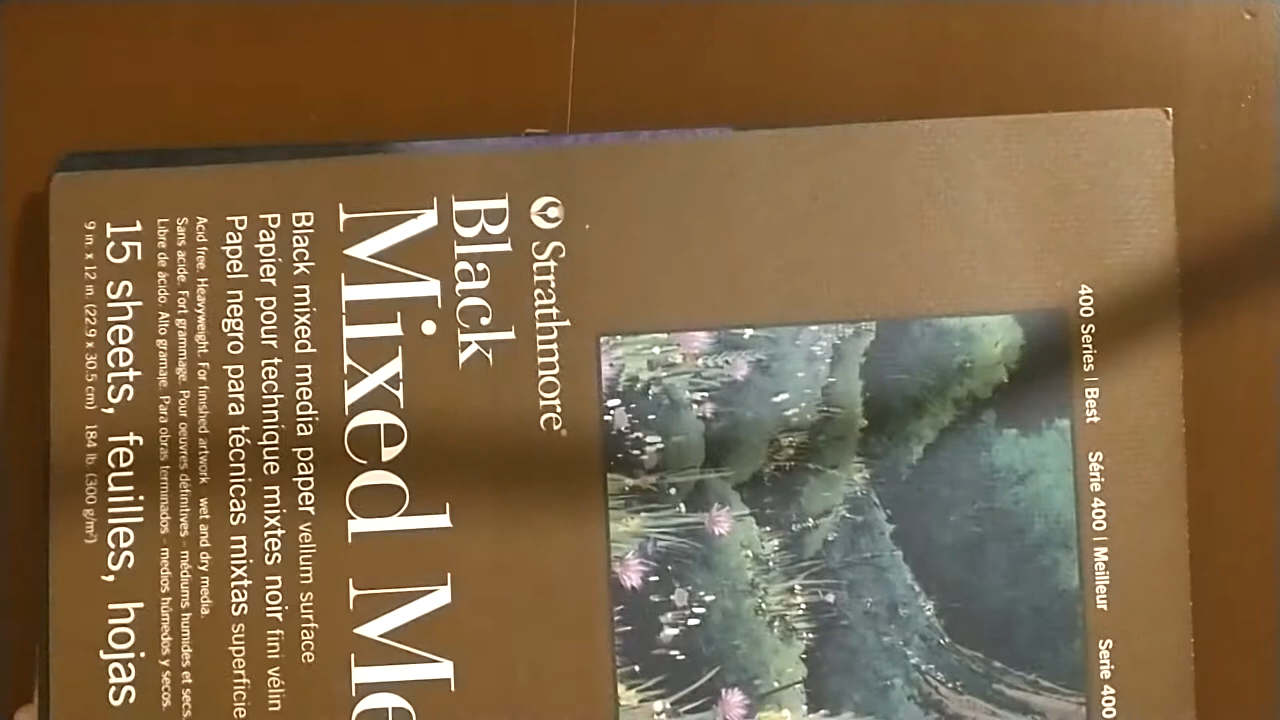 400 Series | Best    Série 400 | Meilleur    Serie 400
Strathmore®
Black
Mixed Me
Black mixed media paper vellum surface
Papier pour technique mixtes noir fini vélin
Papel negro para técnicas mixtas superficie
Acid free. Heavyweight. For finished artwork - wet and dry media.
Sans acide. Fort grammage. Pour oeuvres définitives - médiums humides et secs.
Libre de ácido. Alto gramaje. Para obras terminados - medios húmedos y secos.
15 sheets, feuilles, hojas
9 in. x 12 in. (22.9 x 30.5 cm) 184 lb. (300 g/m²)